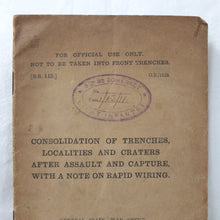 FOR OFFICIAL USE ONLY.
NOT TO BE TAKEN INTO FRONT TRENCHES.
CONSOLIDATION OF TRENCHES,
LOCALITIES AND CRATERS
AFTER ASSAULT AND CAPTURE,
WITH A NOTE ON RAPID WIRING.